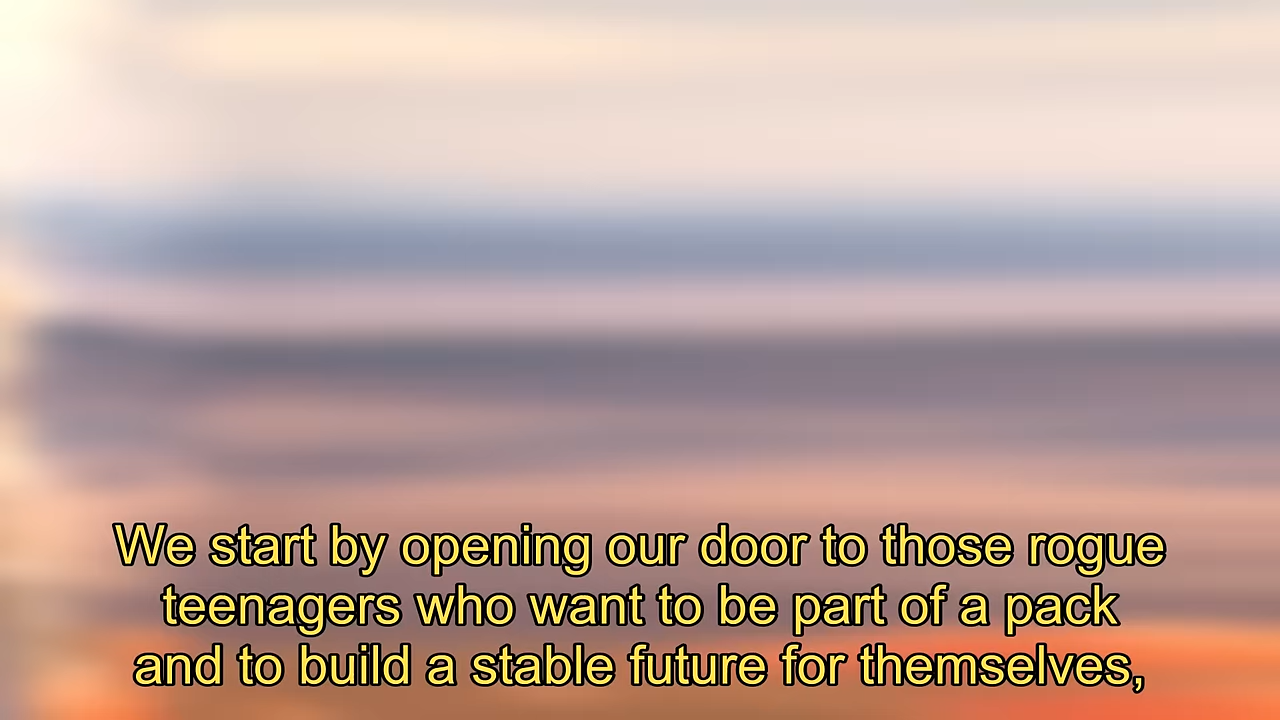 We start by opening our door to those rogue
teenagers who want to be part of a pack
and to build a stable future for themselves,